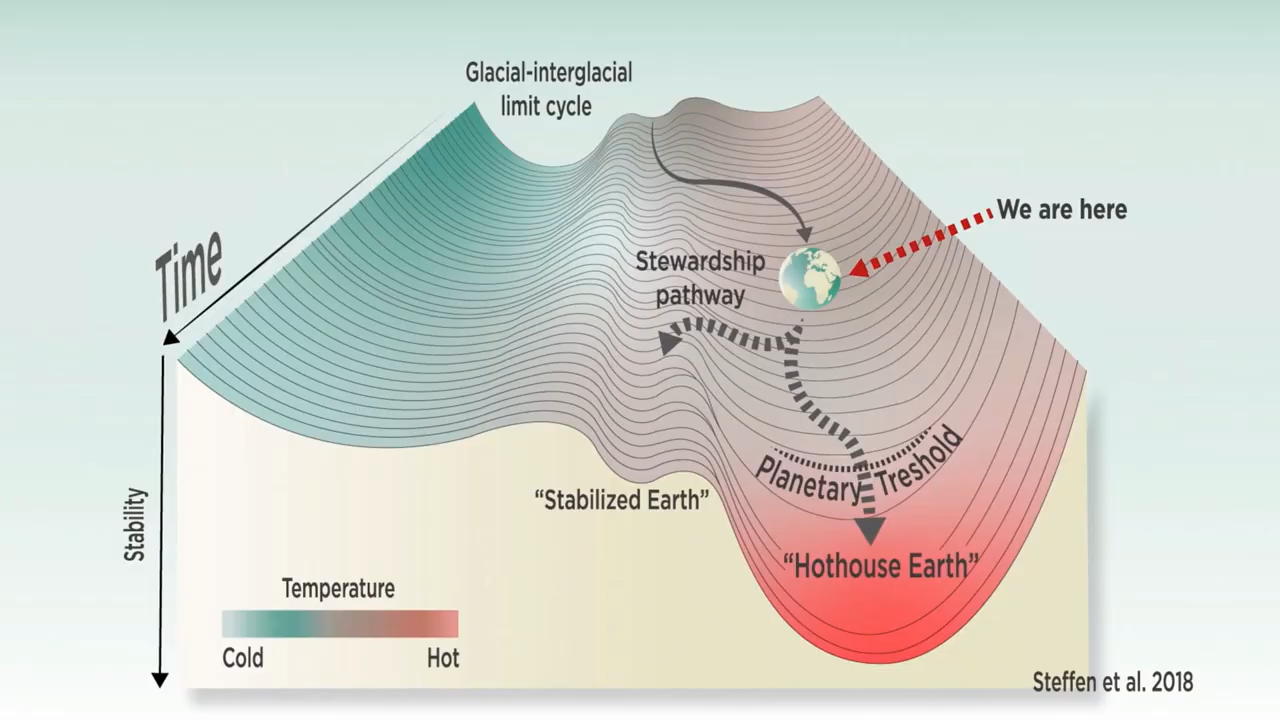 Glacial-interglacial
limit cycle
We are here
Time
Stewardship
pathway
Planetary Treshold
Stability
"Stabilized Earth"
"Hothouse Earth"
Temperature
Cold
Hot
Steffen et al. 2018